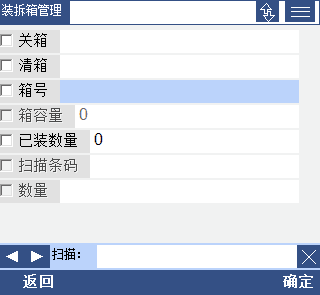 装拆箱管理
关箱
清箱
箱号
箱容量 0
已装数量 0
扫描条码
数量
扫描:
返回 确定